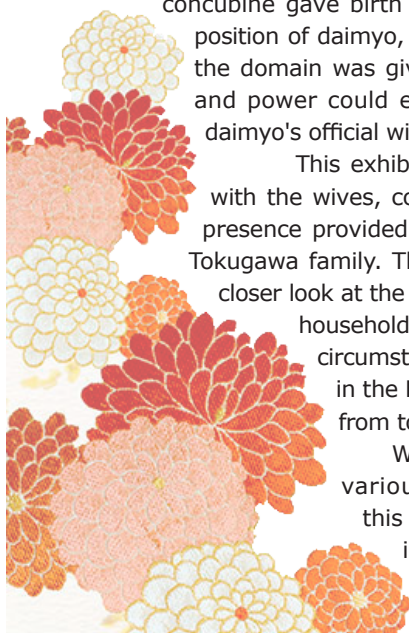 concubine gave birth
position of daimyo,
the domain was giv
and power could e
daimyo's official wi
This exhib
with the wives, co
presence provided
Tokugawa family. Th
closer look at the
household
circumst
in the
from to
W
variou
this
i